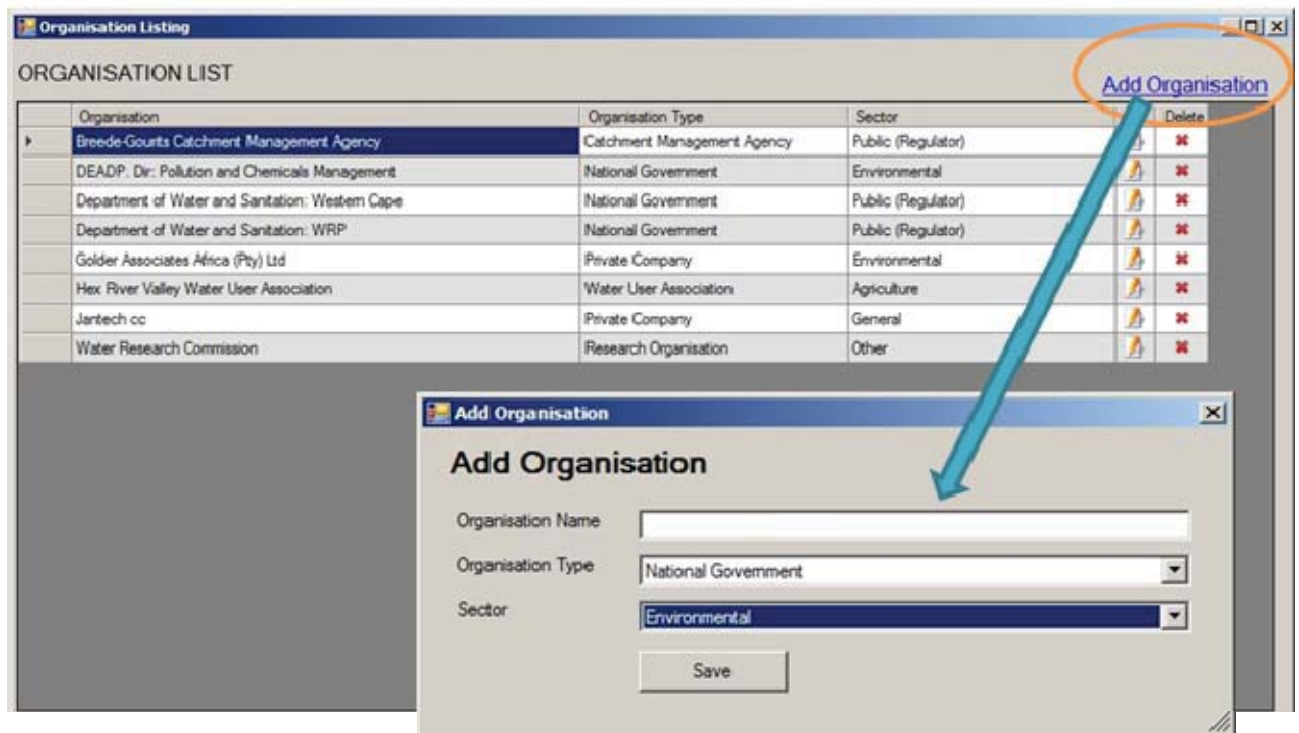 Organisation Listing
ORGANISATION LIST
Add Organisation
Organisation Organisation Type Sector Delete
Breede-Gourits Catchment Management Agency Catchment Management Agency Public (Regulator)
DEADP: Dir: Pollution and Chemicals Management National Government Environmental
Department of Water and Sanitation: Western Cape National Government Public (Regulator)
Department of Water and Sanitation: WRP National Government Public (Regulator)
Golder Associates Africa (Pty) Ltd Private Company Environmental
Hex River Valley Water User Association Water User Association Agriculture
Jantech cc Private Company General
Water Research Commission Research Organisation Other
Add Organisation
Add Organisation
Organisation Name
Organisation Type National Government
Sector Environmental
Save